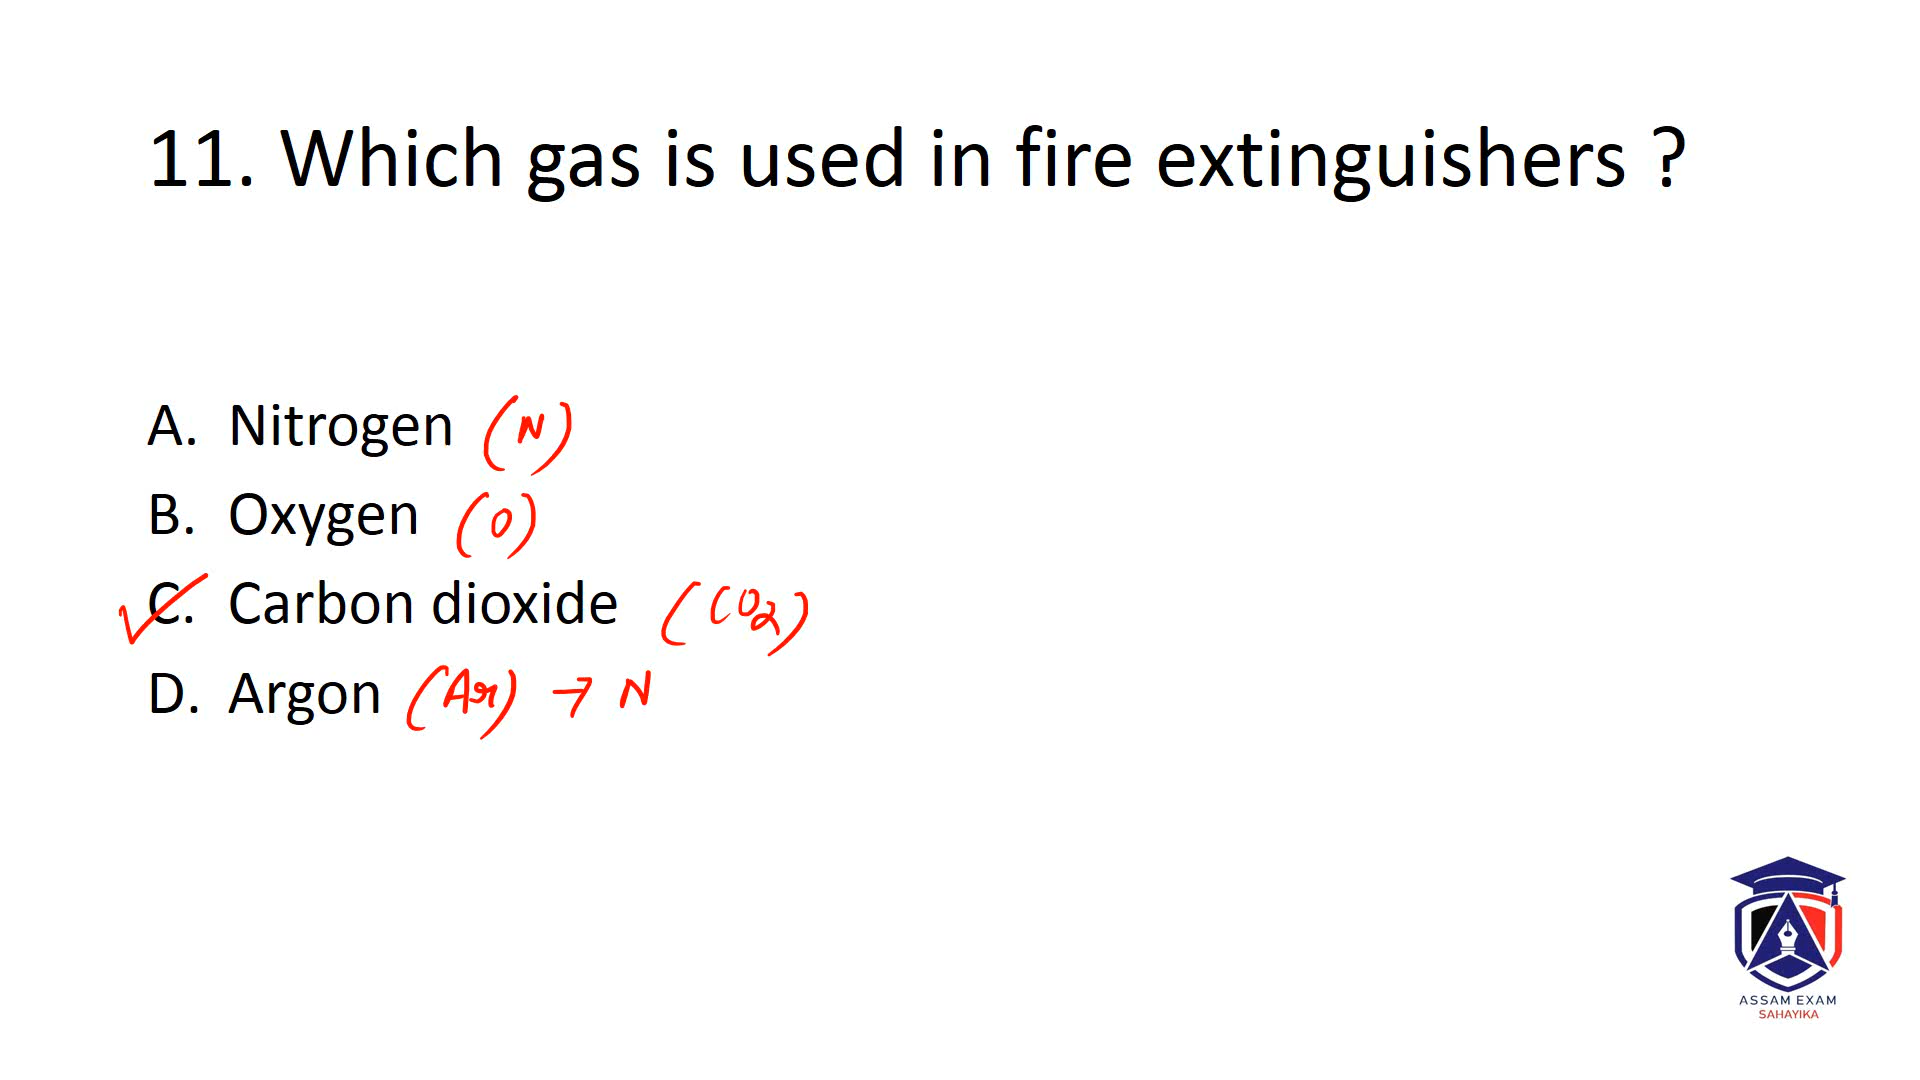 11. Which gas is used in fire extinguishers ?
A. Nitrogen (N)
B. Oxygen (O)
C. Carbon dioxide (CO2)
D. Argon (Ar) → N
ASSAM EXAM
SAHAYIKA